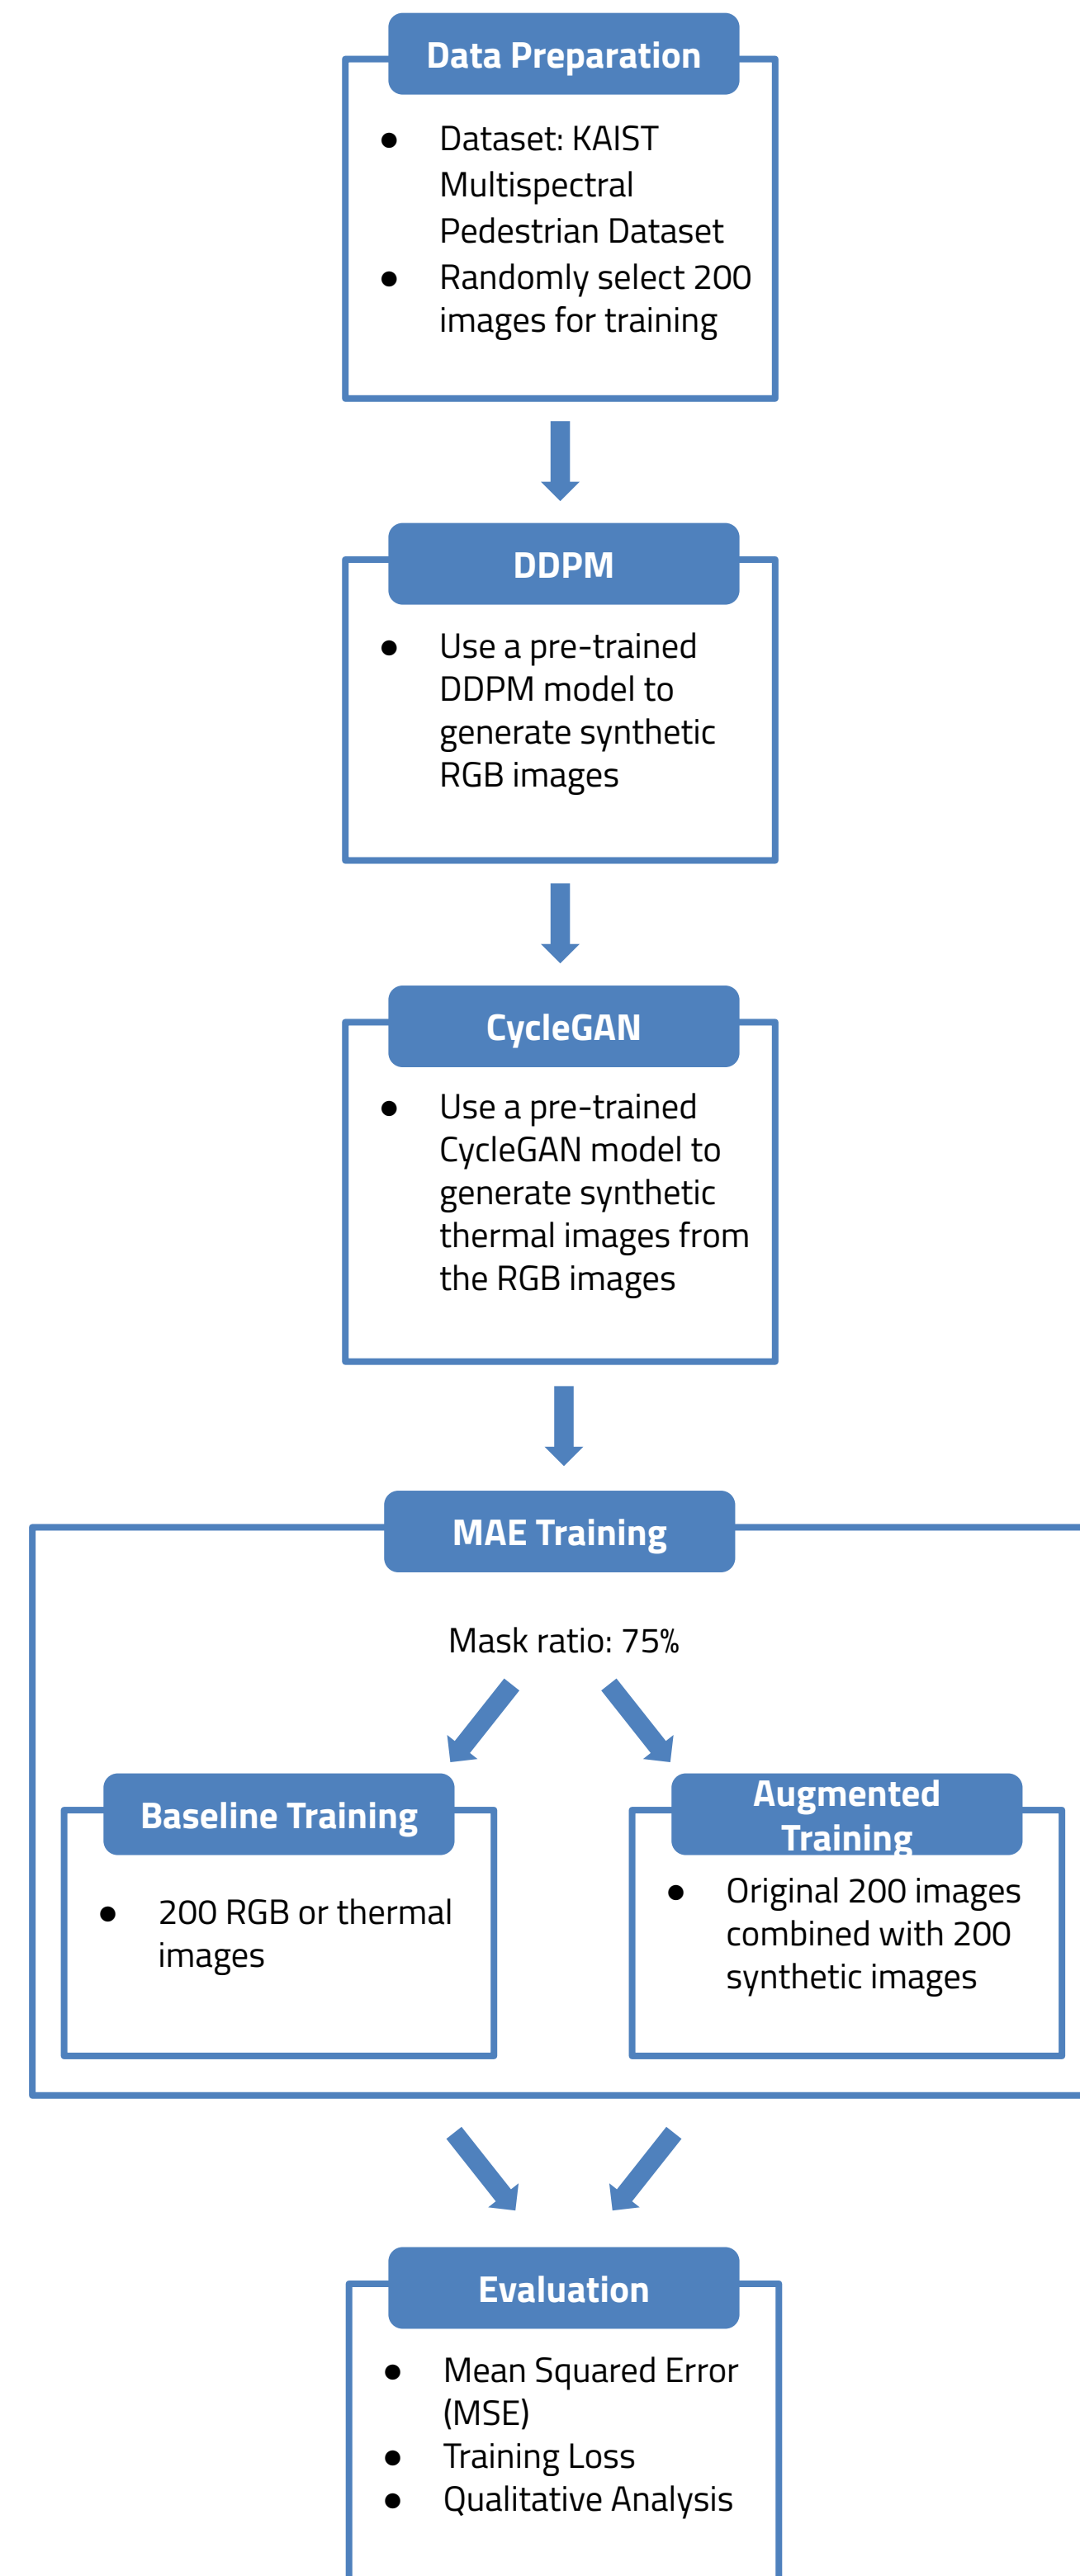 Data Preparation
● Dataset: KAIST
Multispectral
Pedestrian Dataset
● Randomly select 200
images for training
DDPM
● Use a pre-trained
DDPM model to
generate synthetic
RGB images
CycleGAN
● Use a pre-trained
CycleGAN model to
generate synthetic
thermal images from
the RGB images
MAE Training
Mask ratio: 75%
Baseline Training
● 200 RGB or thermal
images
Augmented
Training
● Original 200 images
combined with 200
synthetic images
Evaluation
● Mean Squared Error
(MSE)
● Training Loss
● Qualitative Analysis